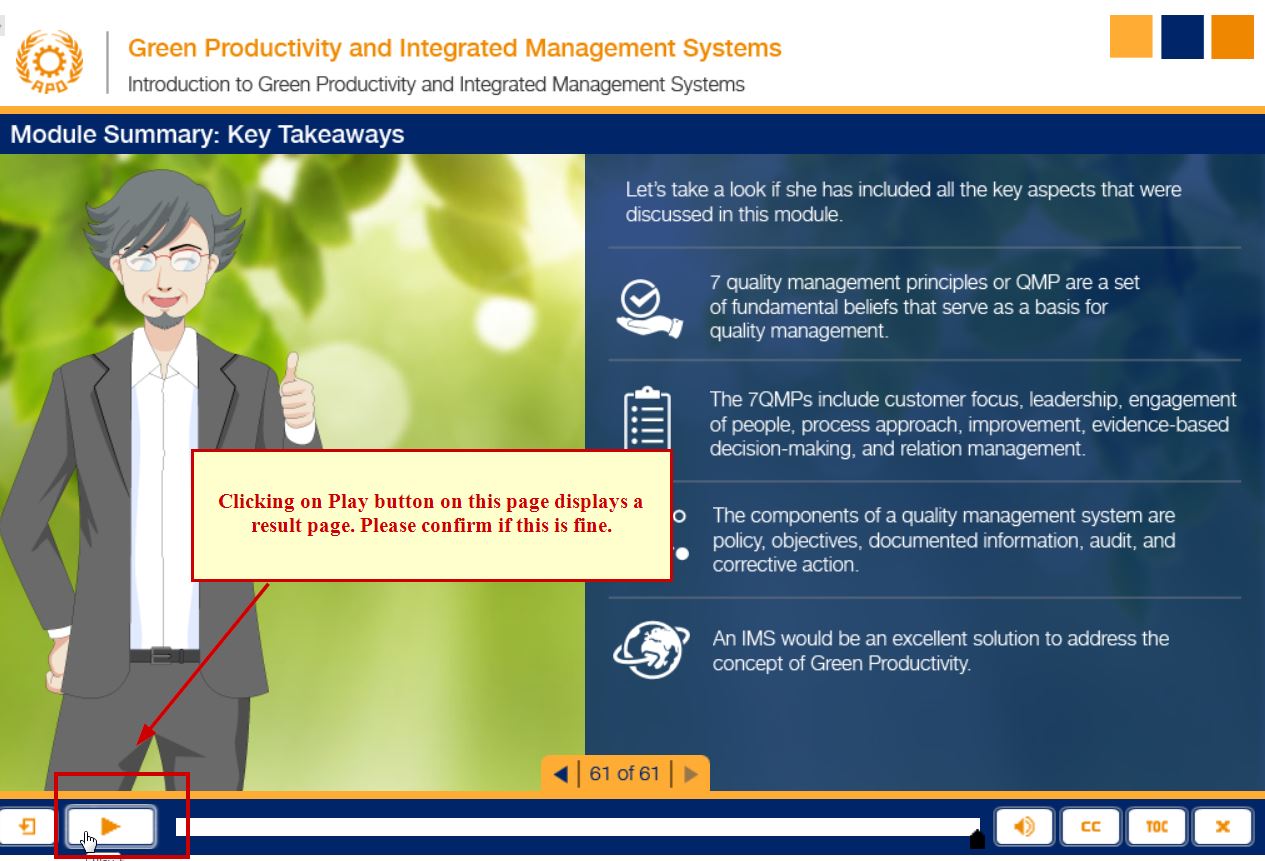 APO
Green Productivity and Integrated Management Systems
Introduction to Green Productivity and Integrated Management Systems
Module Summary: Key Takeaways
Let's take a look if she has included all the key aspects that were
discussed in this module.
7 quality management principles or QMP are a set
of fundamental beliefs that serve as a basis for
quality management.
The 7QMPs include customer focus, leadership, engagement
of people, process approach, improvement, evidence-based
decision-making, and relation management.
Clicking on Play button on this page displays a
result page. Please confirm if this is fine.
The components of a quality management system are
policy, objectives, documented information, audit, and
corrective action.
An IMS would be an excellent solution to address the
concept of Green Productivity.
61 of 61
CC
TOC